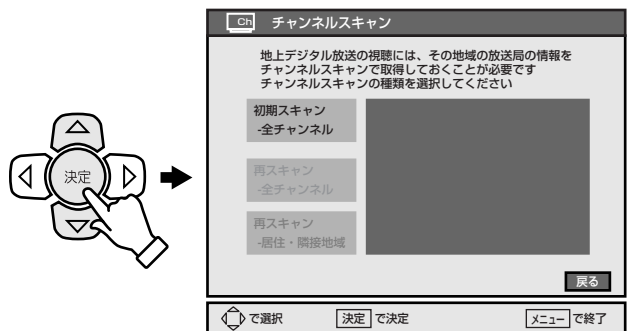 Ch チャンネルスキャン
地上デジタル放送の視聴には、その地域の放送局の情報を
チャンネルスキャンで取得しておくことが必要です
チャンネルスキャンの種類を選択してください
初期スキャン
-全チャンネル
再スキャン
-全チャンネル
再スキャン
-居住・隣接地域
決定
戻る
で選択 決定 で決定 メニュー で終了